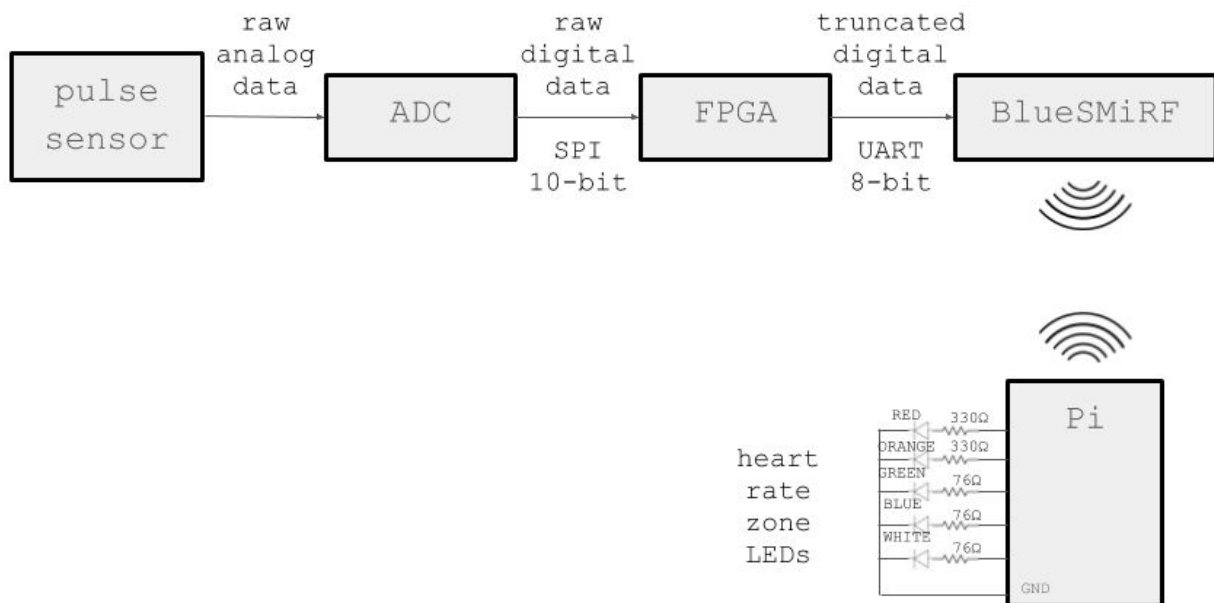 raw
analog
data
raw
digital
data
truncated
digital
data
pulse
sensor
ADC
FPGA
BlueSMiRF
SPI
10-bit
UART
8-bit
Pi
heart
rate
zone
LEDs
RED 330Ω
ORANGE 330Ω
GREEN 76Ω
BLUE 76Ω
WHITE 76Ω
GND